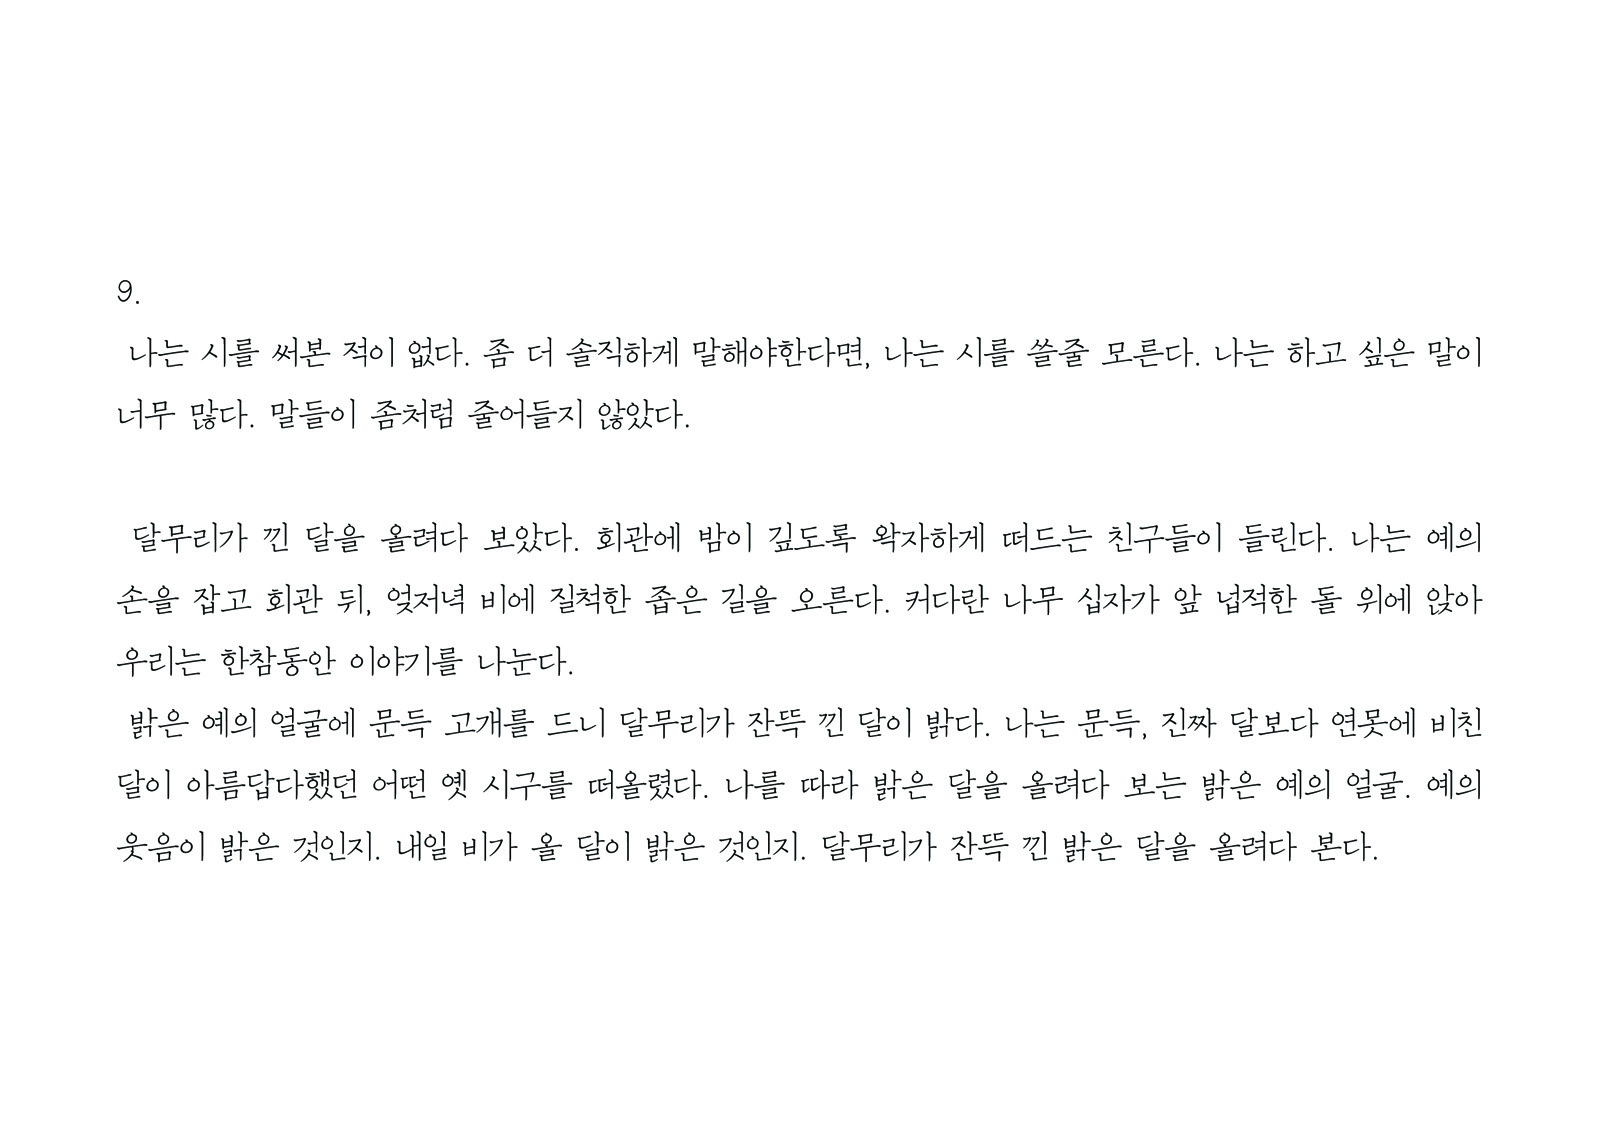 9.
나는 시를 써본 적이 없다. 좀 더 솔직하게 말해야한다면, 나는 시를 쓸줄 모른다. 나는 하고 싶은 말이
너무 많다. 말들이 좀처럼 줄어들지 않았다.
달무리가 낀 달을 올려다 보았다. 회관에 밤이 깊도록 왁자하게 떠드는 친구들이 들린다. 나는 예의
손을 잡고 회관 뒤, 엊저녁 비에 질척한 좁은 길을 오른다. 커다란 나무 십자가 앞 넙적한 돌 위에 앉아
우리는 한참동안 이야기를 나눈다.
밝은 예의 얼굴에 문득 고개를 드니 달무리가 잔뜩 낀 달이 밝다. 나는 문득, 진짜 달보다 연못에 비친
달이 아름답다했던 어떤 옛 시구를 떠올렸다. 나를 따라 밝은 달을 올려다 보는 밝은 예의 얼굴. 예의
웃음이 밝은 것인지. 내일 비가 올 달이 밝은 것인지. 달무리가 잔뜩 낀 밝은 달을 올려다 본다.